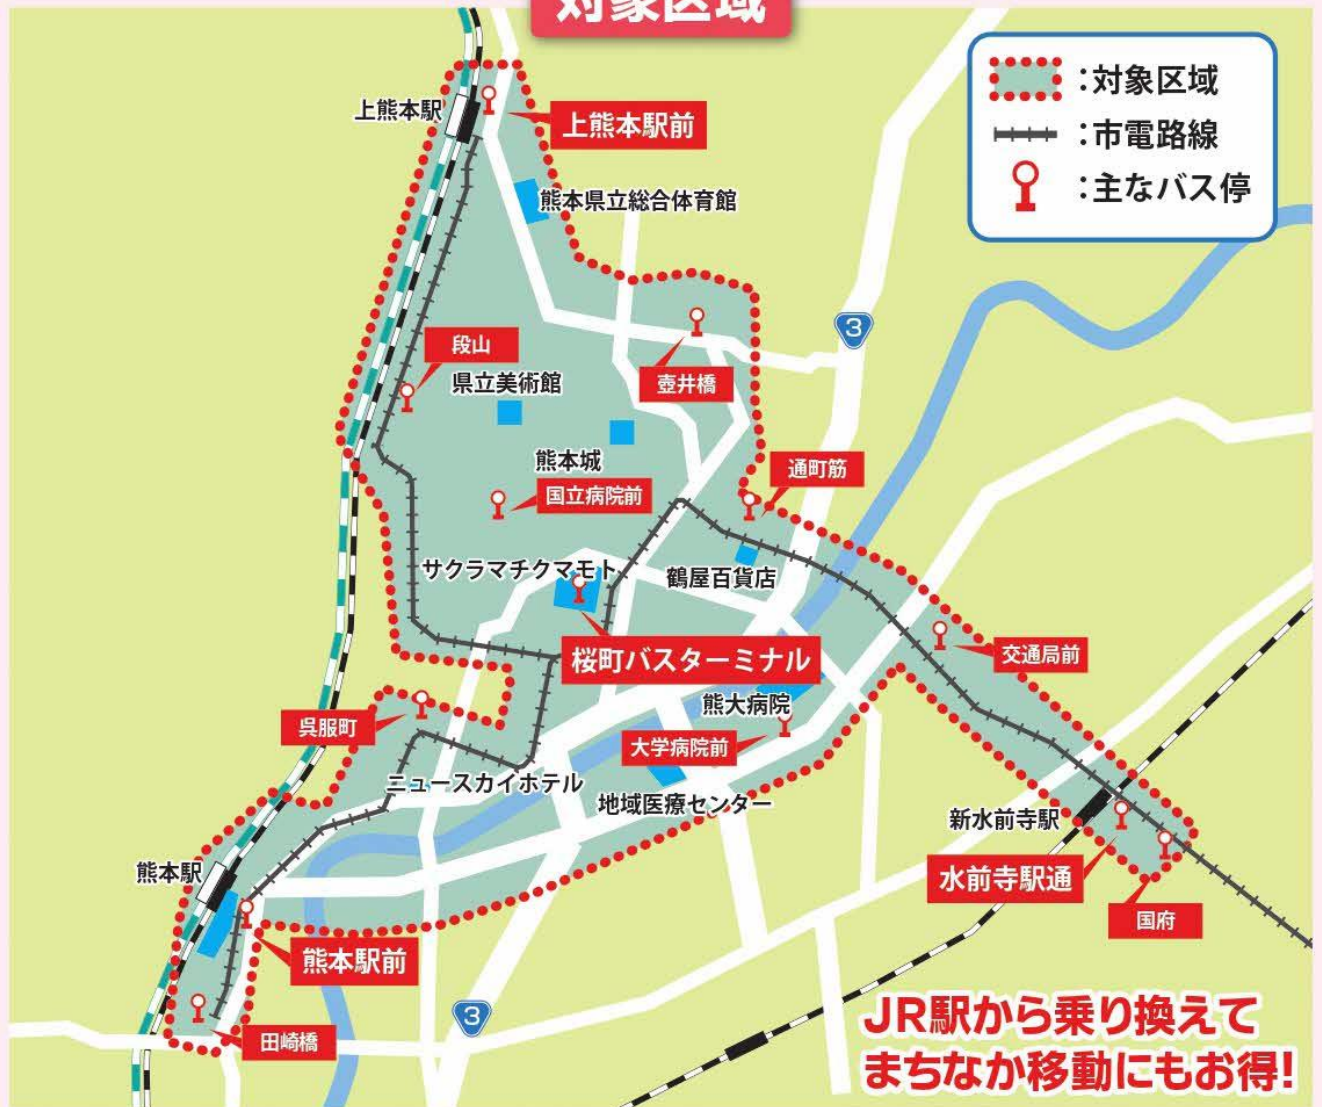 対象区域
：対象区域
：市電路線
：主なバス停
上熊本駅
上熊本駅前
熊本県立総合体育館
3
段山
県立美術館
壺井橋
熊本城
通町筋
国立病院前
サクラマチクマモト
鶴屋百貨店
桜町バスターミナル
交通局前
熊大病院
呉服町
大学病院前
ニュースカイホテル
地域医療センター
新水前寺駅
熊本駅
水前寺駅通
国府
熊本駅前
3
田崎橋
JR駅から乗り換えて
まちなか移動にもお得!